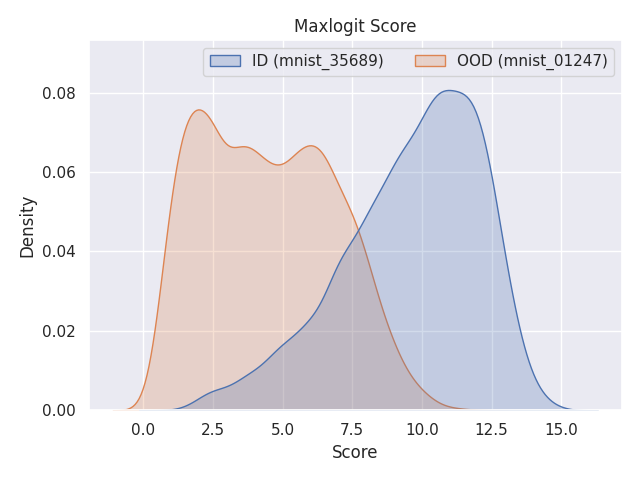 Maxlogit Score
ID (mnist_35689)
OOD (mnist_01247)
Density
0.08
0.06
0.04
0.02
0.00
0.0 2.5 5.0 7.5 10.0 12.5 15.0
Score